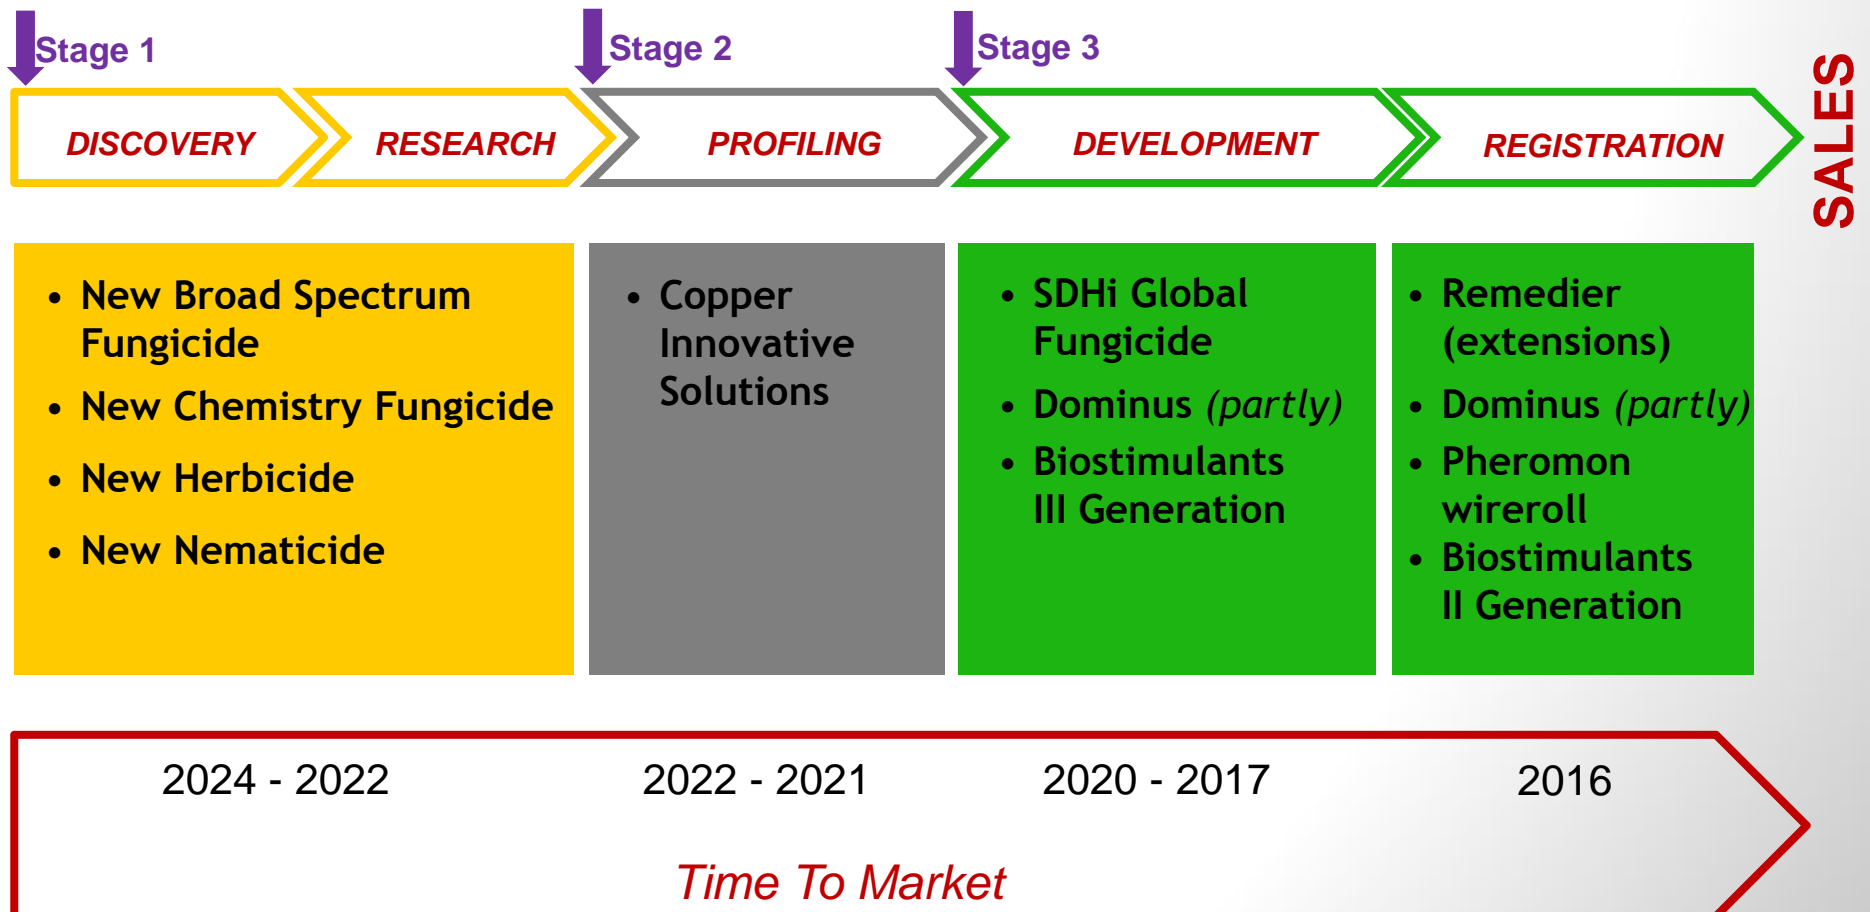 Stage 1
Stage 2
Stage 3
DISCOVERY
RESEARCH
PROFILING
DEVELOPMENT
REGISTRATION
SALES
• New Broad Spectrum
Fungicide
• New Chemistry Fungicide
• New Herbicide
• New Nematicide
• Copper
Innovative
Solutions
• SDHi Global
Fungicide
• Dominus (partly)
• Biostimulants
III Generation
• Remedier
(extensions)
• Dominus (partly)
• Pheromon
wireroll
• Biostimulants
II Generation
2024 - 2022
2022 - 2021
2020 - 2017
2016
Time To Market